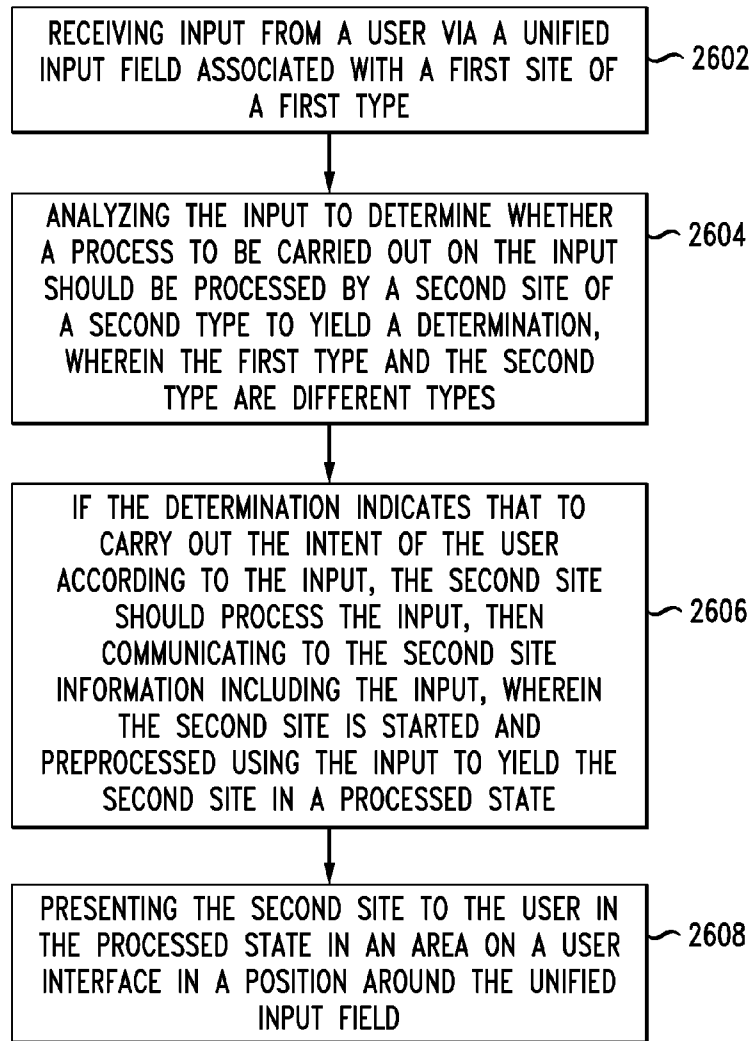 RECEIVING INPUT FROM A USER VIA A UNIFIED
INPUT FIELD ASSOCIATED WITH A FIRST SITE OF
A FIRST TYPE
2602
ANALYZING THE INPUT TO DETERMINE WHETHER
A PROCESS TO BE CARRIED OUT ON THE INPUT
SHOULD BE PROCESSED BY A SECOND SITE OF
A SECOND TYPE TO YIELD A DETERMINATION,
WHEREIN THE FIRST TYPE AND THE SECOND
TYPE ARE DIFFERENT TYPES
2604
IF THE DETERMINATION INDICATES THAT TO
CARRY OUT THE INTENT OF THE USER
ACCORDING TO THE INPUT, THE SECOND SITE
SHOULD PROCESS THE INPUT, THEN
COMMUNICATING TO THE SECOND SITE
INFORMATION INCLUDING THE INPUT, WHEREIN
THE SECOND SITE IS STARTED AND
PREPROCESSED USING THE INPUT TO YIELD THE
SECOND SITE IN A PROCESSED STATE
2606
PRESENTING THE SECOND SITE TO THE USER IN
THE PROCESSED STATE IN AN AREA ON A USER
INTERFACE IN A POSITION AROUND THE UNIFIED
INPUT FIELD
2608